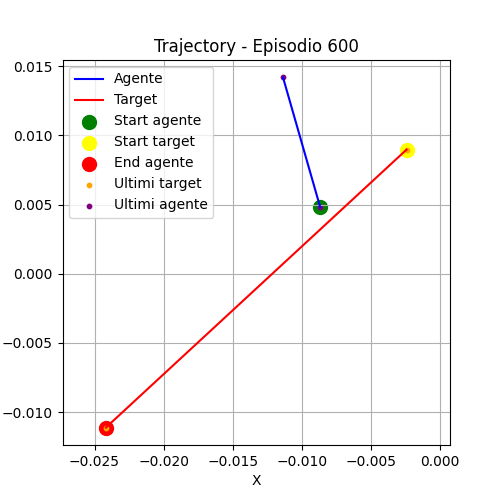 Trajectory - Episodio 600
0.015
0.010
0.005
0.000
−0.005
−0.010
Agente
Target
Start agente
Start target
End agente
Ultimi target
Ultimi agente
−0.025 −0.020 −0.015 −0.010 −0.005 0.000
X